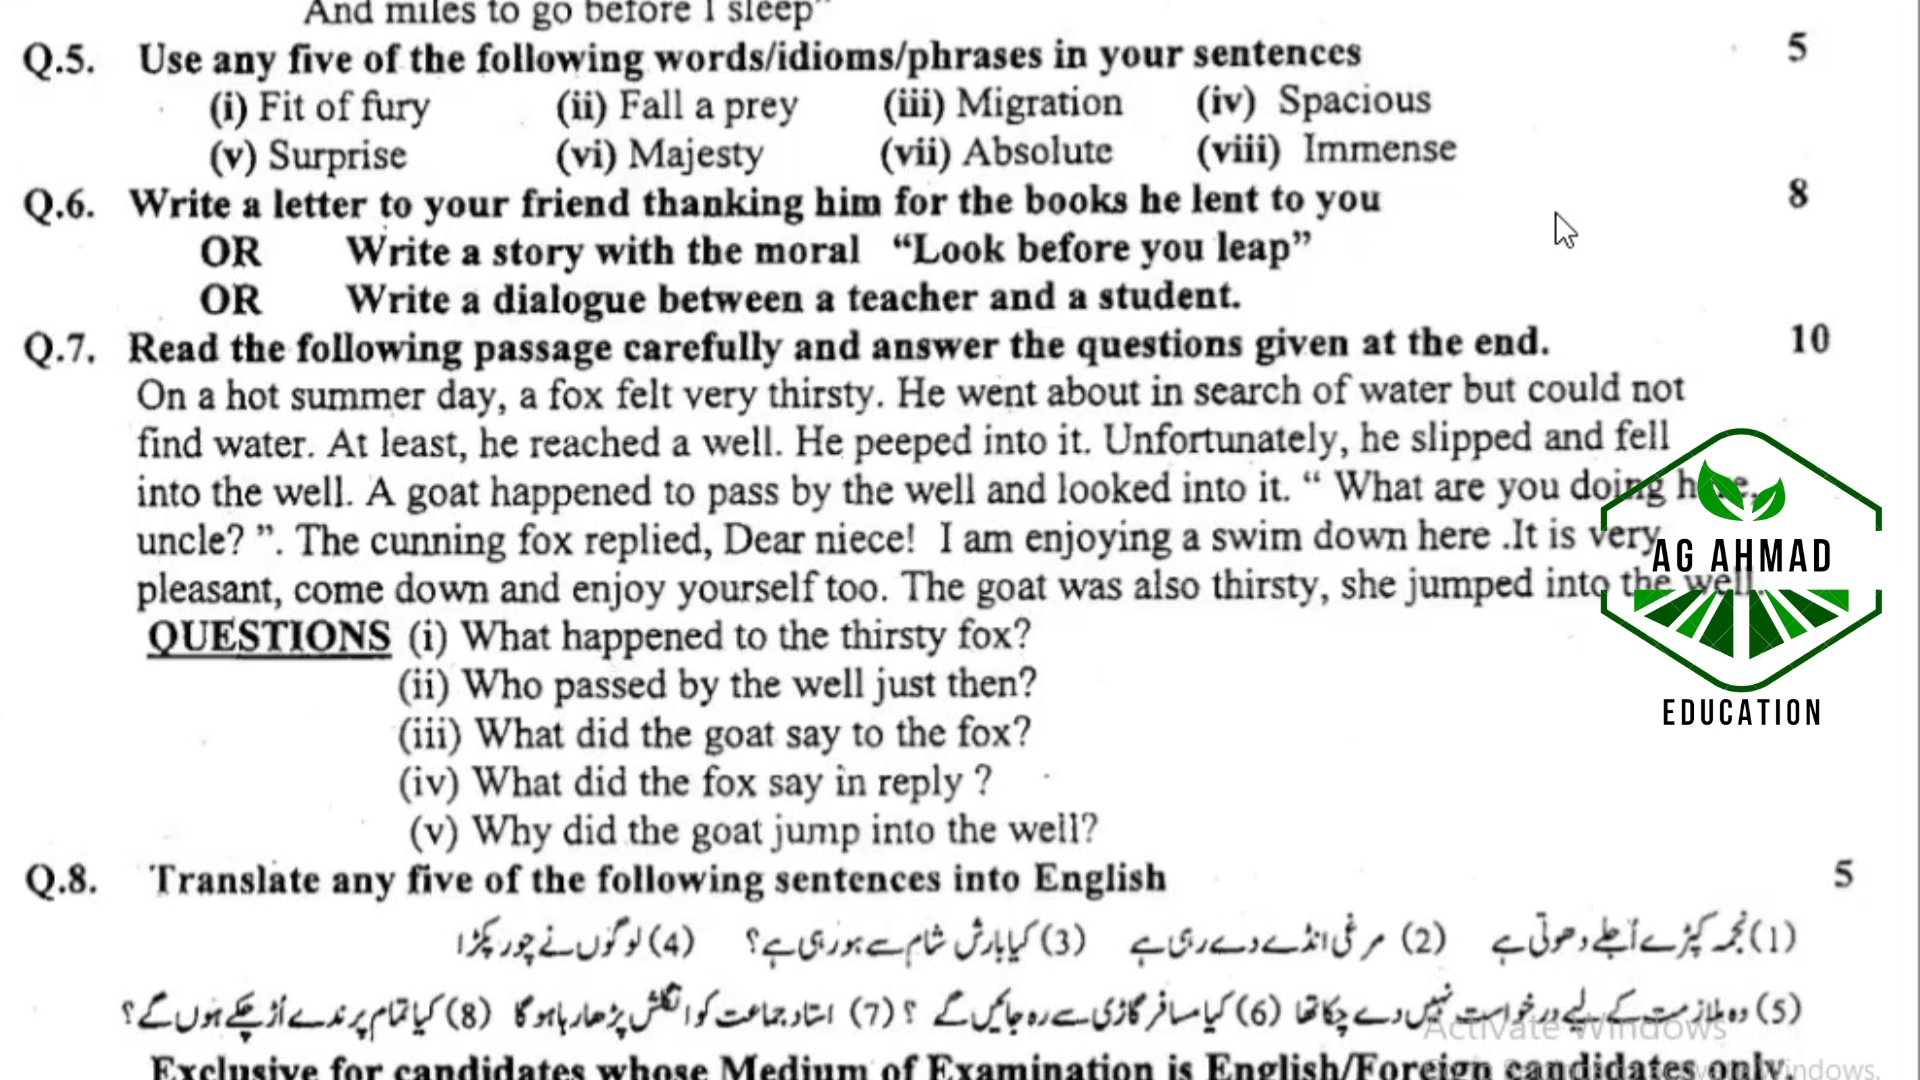 And miles to go before I sleep"
Q.5. Use any five of the following words/idioms/phrases in your sentences 5
(i) Fit of fury (ii) Fall a prey (iii) Migration (iv) Spacious
(v) Surprise (vi) Majesty (vii) Absolute (viii) Immense
Q.6. Write a letter to your friend thanking him for the books he lent to you 8
OR Write a story with the moral “Look before you leap”
OR Write a dialogue between a teacher and a student.
Q.7. Read the following passage carefully and answer the questions given at the end. 10
On a hot summer day, a fox felt very thirsty. He went about in search of water but could not
find water. At least, he reached a well. He peeped into it. Unfortunately, he slipped and fell
into the well. A goat happened to pass by the well and looked into it. “ What are you doing here,
uncle? ”. The cunning fox replied, Dear niece! I am enjoying a swim down here .It is very
pleasant, come down and enjoy yourself too. The goat was also thirsty, she jumped into the well.
AG AHMAD
EDUCATION
QUESTIONS (i) What happened to the thirsty fox?
(ii) Who passed by the well just then?
(iii) What did the goat say to the fox?
(iv) What did the fox say in reply ?
(v) Why did the goat jump into the well?
Q.8. Translate any five of the following sentences into English 5
(1) نجمہ کپڑے اُجلے دھوتی ہے (2) مرغی انڈے دے رہی ہے (3) کیا بارش شام سے ہو رہی ہے؟ (4) لوگوں نے چور پکڑا
(5) وہ ملازمت کے لیے درخواست نہیں دے چکا تھا (6) کیا مسافر گاڑی سے رہ جائیں گے ؟ (7) استاد جماعت کو انگلش پڑھا رہا ہوگا (8) کیا تمام پرندے اُڑ چکے ہوں گے؟
Activate Windows
Exclusive for candidates whose Medium of Examination is English/Foreign candidates only.